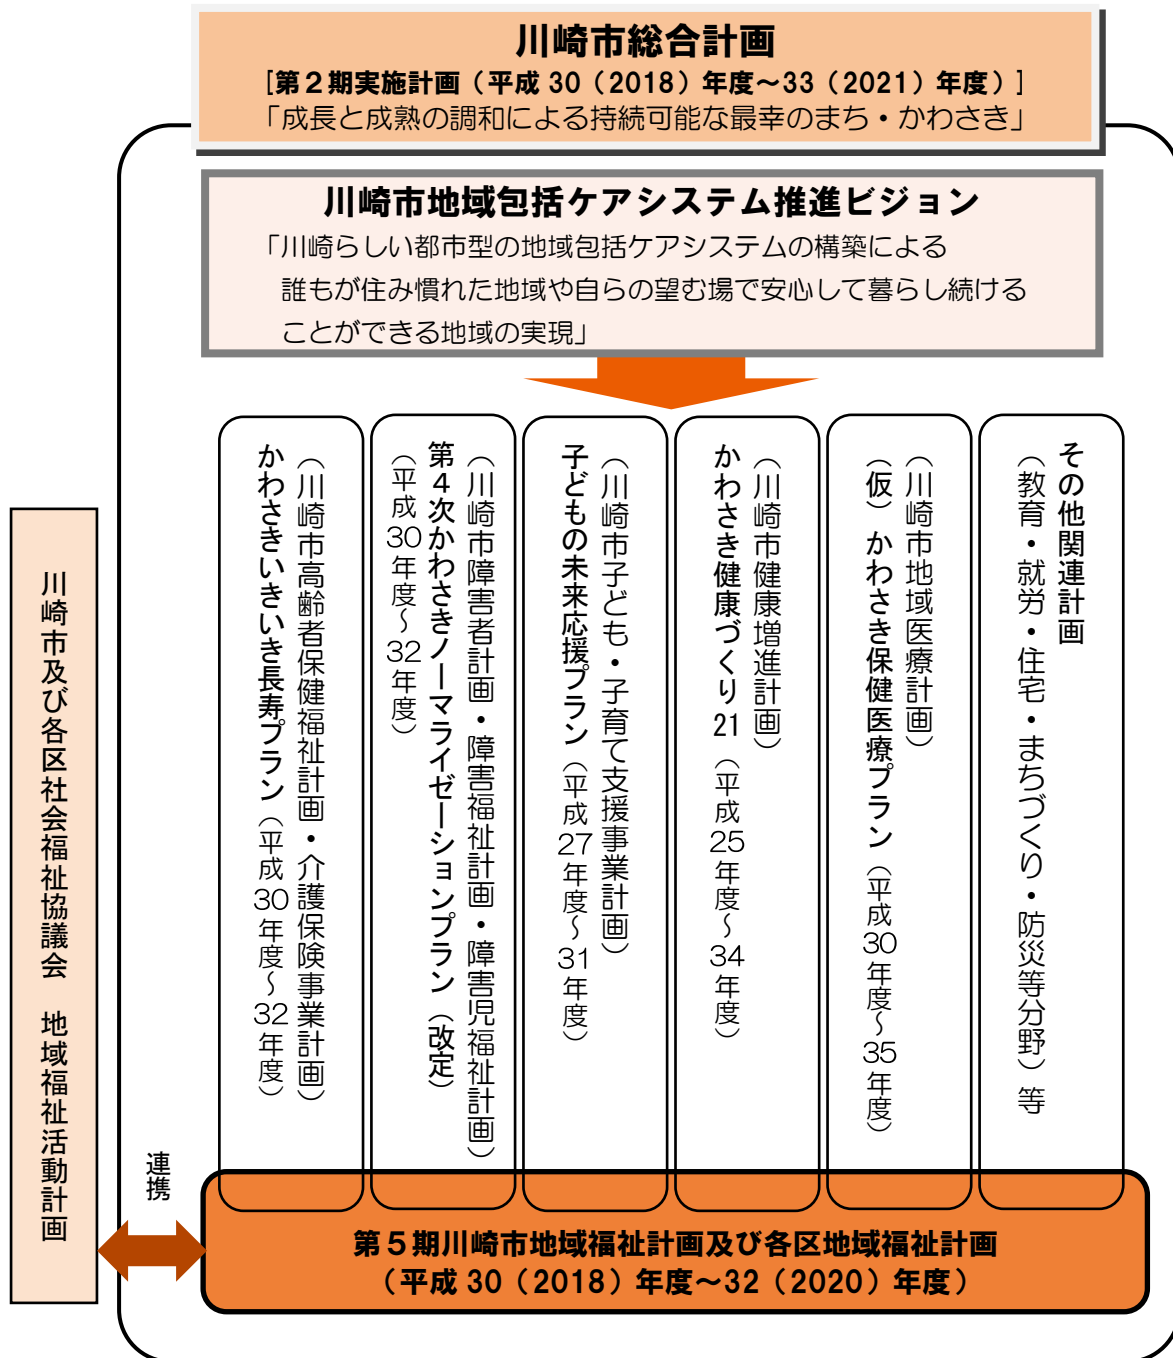 川崎市総合計画
[第２期実施計画（平成30（2018）年度～33（2021）年度）]
「成長と成熟の調和による持続可能な最幸のまち・かわさき」
川崎市地域包括ケアシステム推進ビジョン
「川崎らしい都市型の地域包括ケアシステムの構築による
誰もが住み慣れた地域や自らの望む場で安心して暮らし続ける
ことができる地域の実現」
その他関連計画
（教育・就労・住宅・まちづくり・防災等分野）等
（川崎市地域医療計画）
（仮）かわさき保健医療プラン（平成30年度～35年度）
（川崎市健康増進計画）
かわさき健康づくり21（平成25年度～34年度）
（川崎市子ども・子育て支援事業計画）
子どもの未来応援プラン（平成27年度～31年度）
（川崎市障害者計画・障害福祉計画・障害児福祉計画）
第４次かわさきノーマライゼーションプラン（改定）
（平成30年度～32年度）
（川崎市高齢者保健福祉計画・介護保険事業計画）
かわさきいきいき長寿プラン（平成30年度～32年度）
川崎市及び各区社会福祉協議会　地域福祉活動計画
連携
第５期川崎市地域福祉計画及び各区地域福祉計画
（平成30（2018）年度～32（2020）年度）